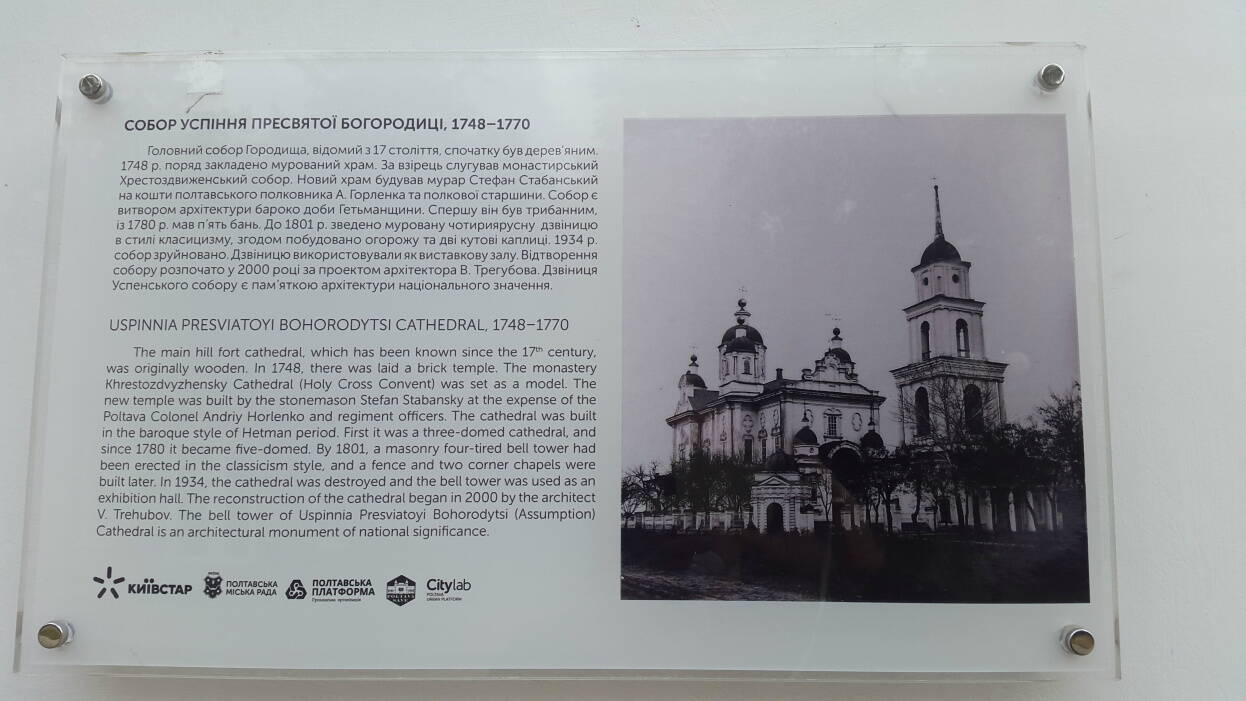 СОБОР УСПІННЯ ПРЕСВЯТОЇ БОГОРОДИЦІ, 1748–1770
Головний собор Городища, відомий з 17 століття, спочатку був дерев'яним.
1748 р. поряд закладено мурований храм. За взірець слугував монастирський
Хрестоздвиженський собор. Новий храм будував мурар Стефан Стабанський
на кошти полтавського полковника А. Горленка та полкової старшини. Собор є
витвором архітектури бароко доби Гетьманщини. Спершу він був трибанним,
із 1780 р. мав п'ять бань. До 1801 р. зведено муровану чотириярусну дзвіницю
в стилі класицизму, згодом побудовано огорожу та дві кутові каплиці. 1934 р.
собор зруйновано. Дзвіницю використовували як виставкову залу. Відтворення
собору розпочато у 2000 році за проектом архітектора В. Трегубова. Дзвіниця
Успенського собору є пам'яткою архітектури національного значення.
USPINNIA PRESVIATOYI BOHORODYTSI CATHEDRAL, 1748–1770
The main hill fort cathedral, which has been known since the 17th century,
was originally wooden. In 1748, there was laid a brick temple. The monastery
Khrestozdvyzhensky Cathedral (Holy Cross Convent) was set as a model. The
new temple was built by the stonemason Stefan Stabansky at the expense of the
Poltava Colonel Andriy Horlenko and regiment officers. The cathedral was built
in the baroque style of Hetman period. First it was a three-domed cathedral, and
since 1780 it became five-domed. By 1801, a masonry four-tired bell tower had
been erected in the classicism style, and a fence and two corner chapels were
built later. In 1934, the cathedral was destroyed and the bell tower was used as an
exhibition hall. The reconstruction of the cathedral began in 2000 by the architect
V. Trehubov. The bell tower of Uspinnia Presviatoyi Bohorodytsi (Assumption)
Cathedral is an architectural monument of national significance.
КИЇВСТАР
ПОЛТАВСЬКА
МІСЬКА РАДА
ПОЛТАВСЬКА
ПЛАТФОРМА
Громадська організація
POLTAVA
Citylab
POLTAVA
URBAN PLATFORM